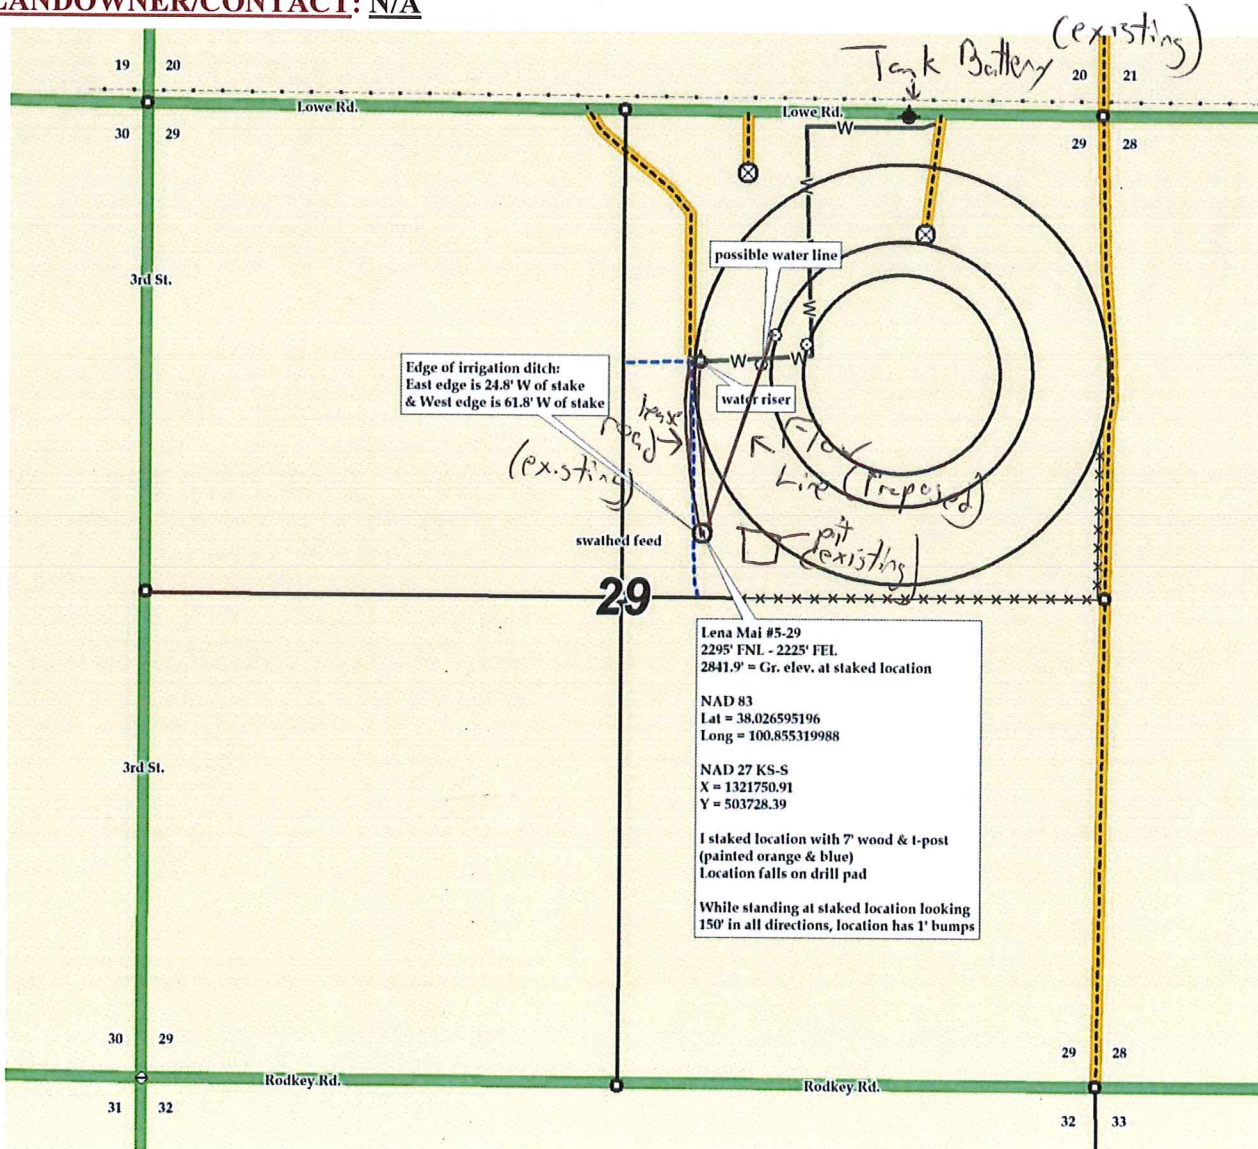 LANDOWNER/CONTACT: N/A
(existing)
Tank Battery
19 20
20 21
Lowe Rd.
Lowe Rd.
30 29
29 28
W
W
3rd St.
possible water line
W
Edge of irrigation ditch:
East edge is 24.8' W of stake
& West edge is 61.8' W of stake
W W
water riser
lease
road
(existing)
Flow
Line (Proposed)
swathed feed
pit
(existing)
29
Lena Mai #5-29
2295' FNL - 2225' FEL
2841.9' = Gr. elev. at staked location
NAD 83
Lat = 38.026595196
Long = 100.855319988
3rd St.
NAD 27 KS-S
X = 1321750.91
Y = 503728.39
I staked location with 7' wood & t-post
(painted orange & blue)
Location falls on drill pad
While standing at staked location looking
150' in all directions, location has 1' bumps
30 29
29 28
Rodkey Rd.
Rodkey Rd.
31 32
32 33